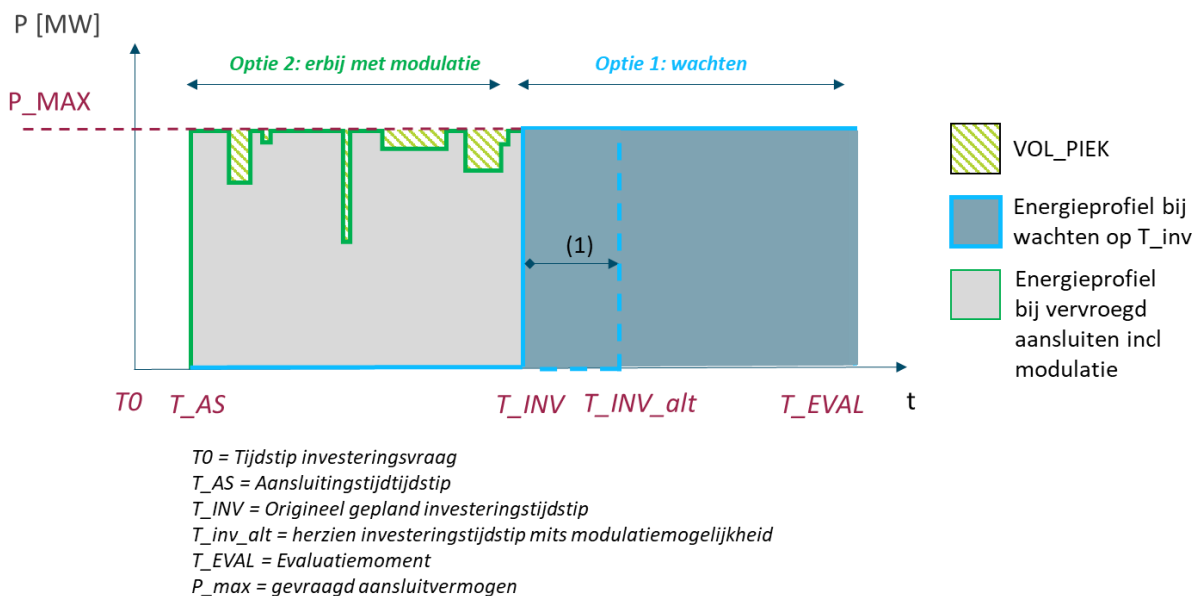 P [MW]
Optie 2: erbij met modulatie
Optie 1: wachten
P_MAX
VOL_PIEK
Energieprofiel bij
wachten op T_inv
(1)
Energieprofiel
bij vervroegd
aansluiten incl
modulatie
T0
T_AS
T_INV
T_INV_alt
T_EVAL
t
T0 = Tijdstip investeringsvraag
T_AS = Aansluitingstijdtijdstip
T_INV = Origineel gepland investeringstijdstip
T_inv_alt = herzien investeringstijdstip mits modulatiemogelijkheid
T_EVAL = Evaluatiemoment
P_max = gevraagd aansluitvermogen